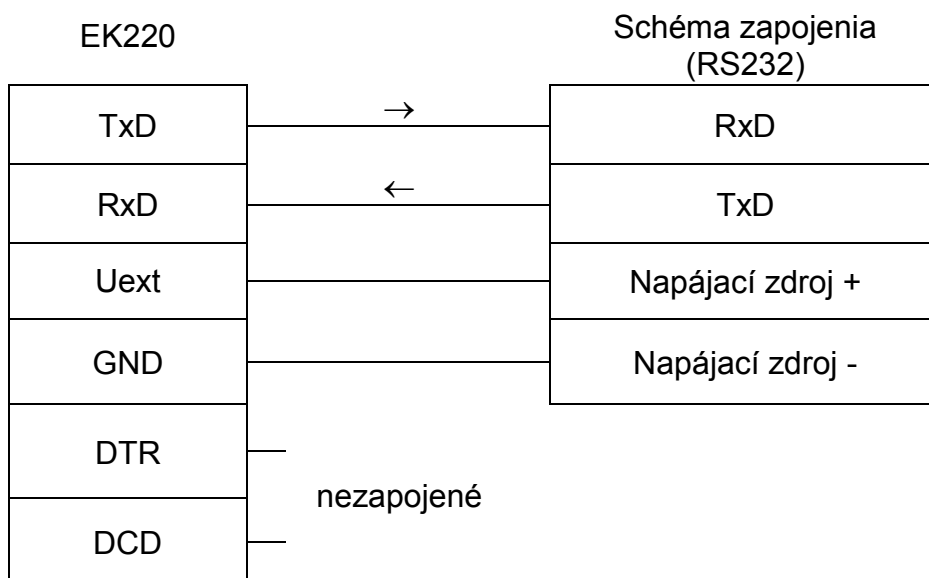 EK220
Schéma zapojenia
(RS232)
TxD
→
RxD
RxD
←
TxD
Uext
Napájací zdroj +
GND
Napájací zdroj -
DTR
nezapojené
DCD